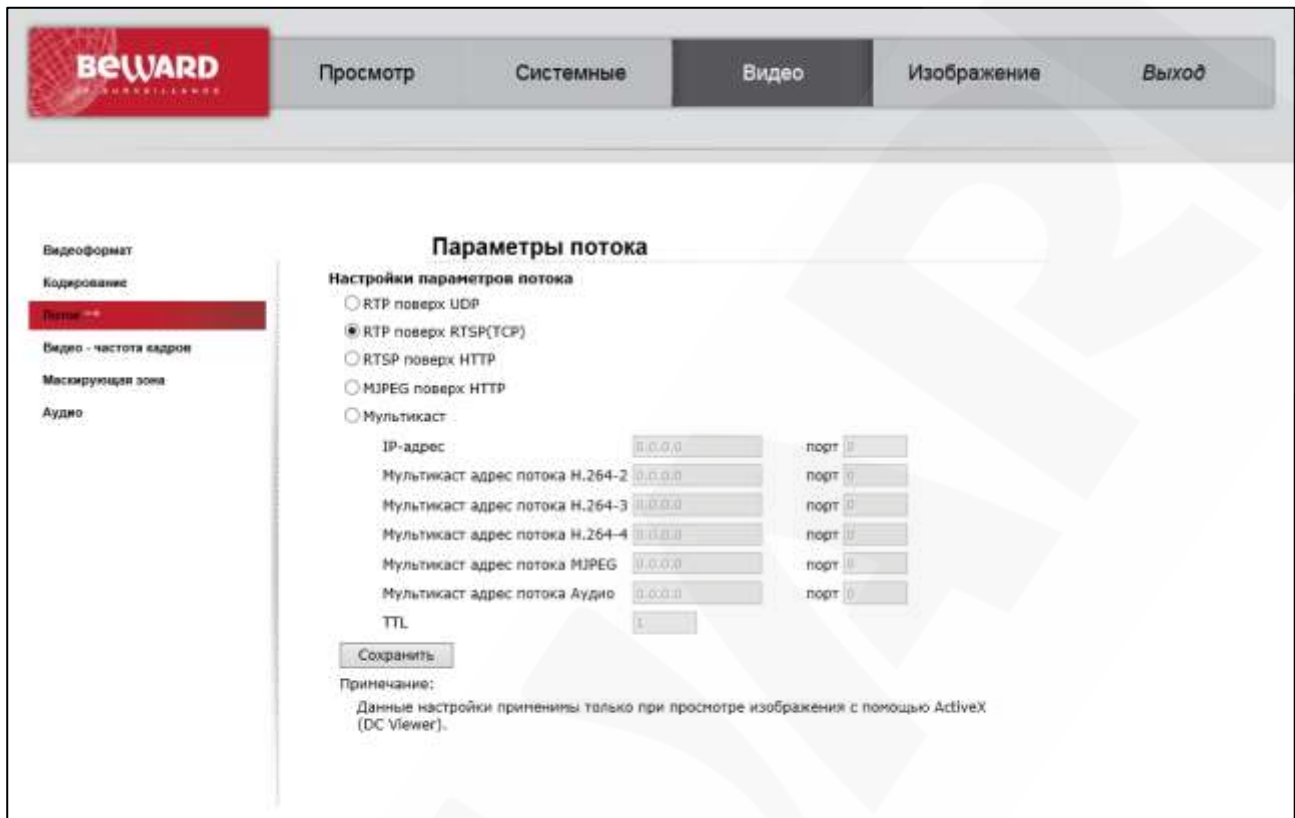 BEWARD
IP SURVEILLANCE
Просмотр
Системные
Видео
Изображение
Выход
Видеоформат
Кодирование
Поток
Видео - частота кадров
Маскирующая зона
Аудио
Параметры потока
Настройки параметров потока
RTP поверх UDP
RTP поверх RTSP(TCP)
RTSP поверх HTTP
MJPEG поверх HTTP
Мультикаст
IP-адрес 0.0.0.0 порт 0
Мультикаст адрес потока H.264-2 0.0.0.0 порт 0
Мультикаст адрес потока H.264-3 0.0.0.0 порт 0
Мультикаст адрес потока H.264-4 0.0.0.0 порт 0
Мультикаст адрес потока MJPEG 0.0.0.0 порт 0
Мультикаст адрес потока Аудио 0.0.0.0 порт 0
TTL 1
Сохранить
Примечание:
Данные настройки применимы только при просмотре изображения с помощью ActiveX
(DC Viewer).